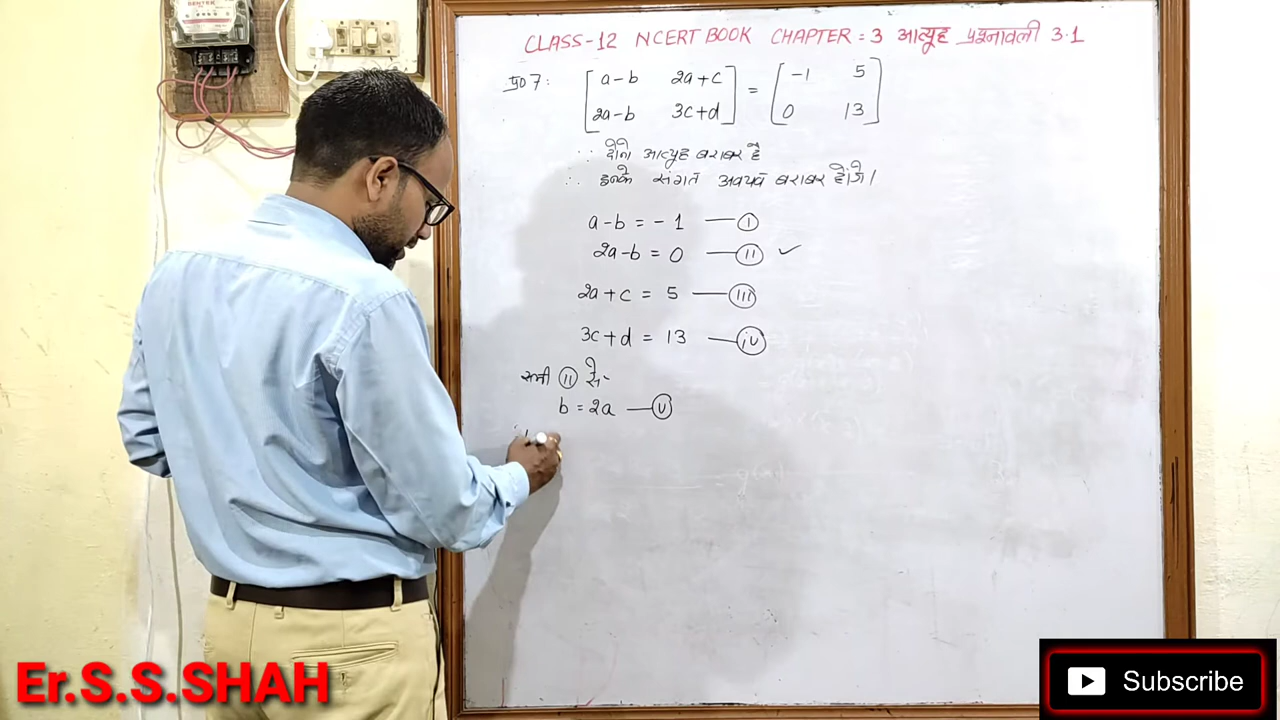 CLASS-12 NCERT BOOK CHAPTER = 3 आव्यूह प्रश्नावली 3.1
प्र० 7: [ a-b 2a+c ] = [ -1 5 ]
[ 2a-b 3c+d ] [ 0 13 ]
∵ दोनो आव्यूह बराबर है
∴ इनके संगत अवयव बराबर होंगे।
a-b = -1 — (I)
2a-b = 0 — (II) ✓
2a+c = 5 — (III)
3c+d = 13 — (iv)
समी (II) से-
b = 2a — (v)
Er.S.S.SHAH
Subscribe